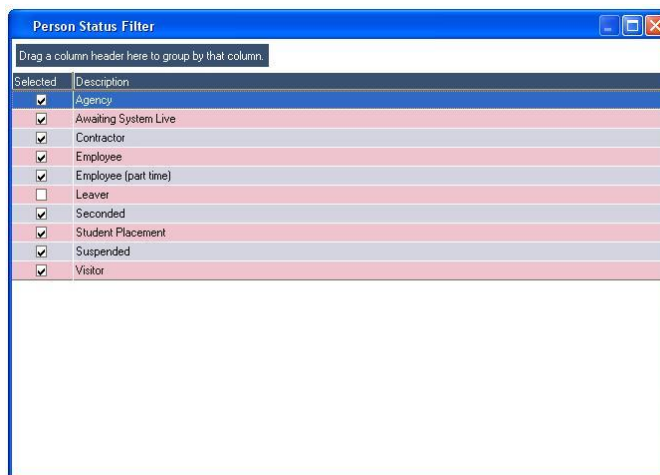 Person Status Filter
Drag a column header here to group by that column.
Selected Description
Agency
Awaiting System Live
Contractor
Employee
Employee (part time)
Leaver
Seconded
Student Placement
Suspended
Visitor